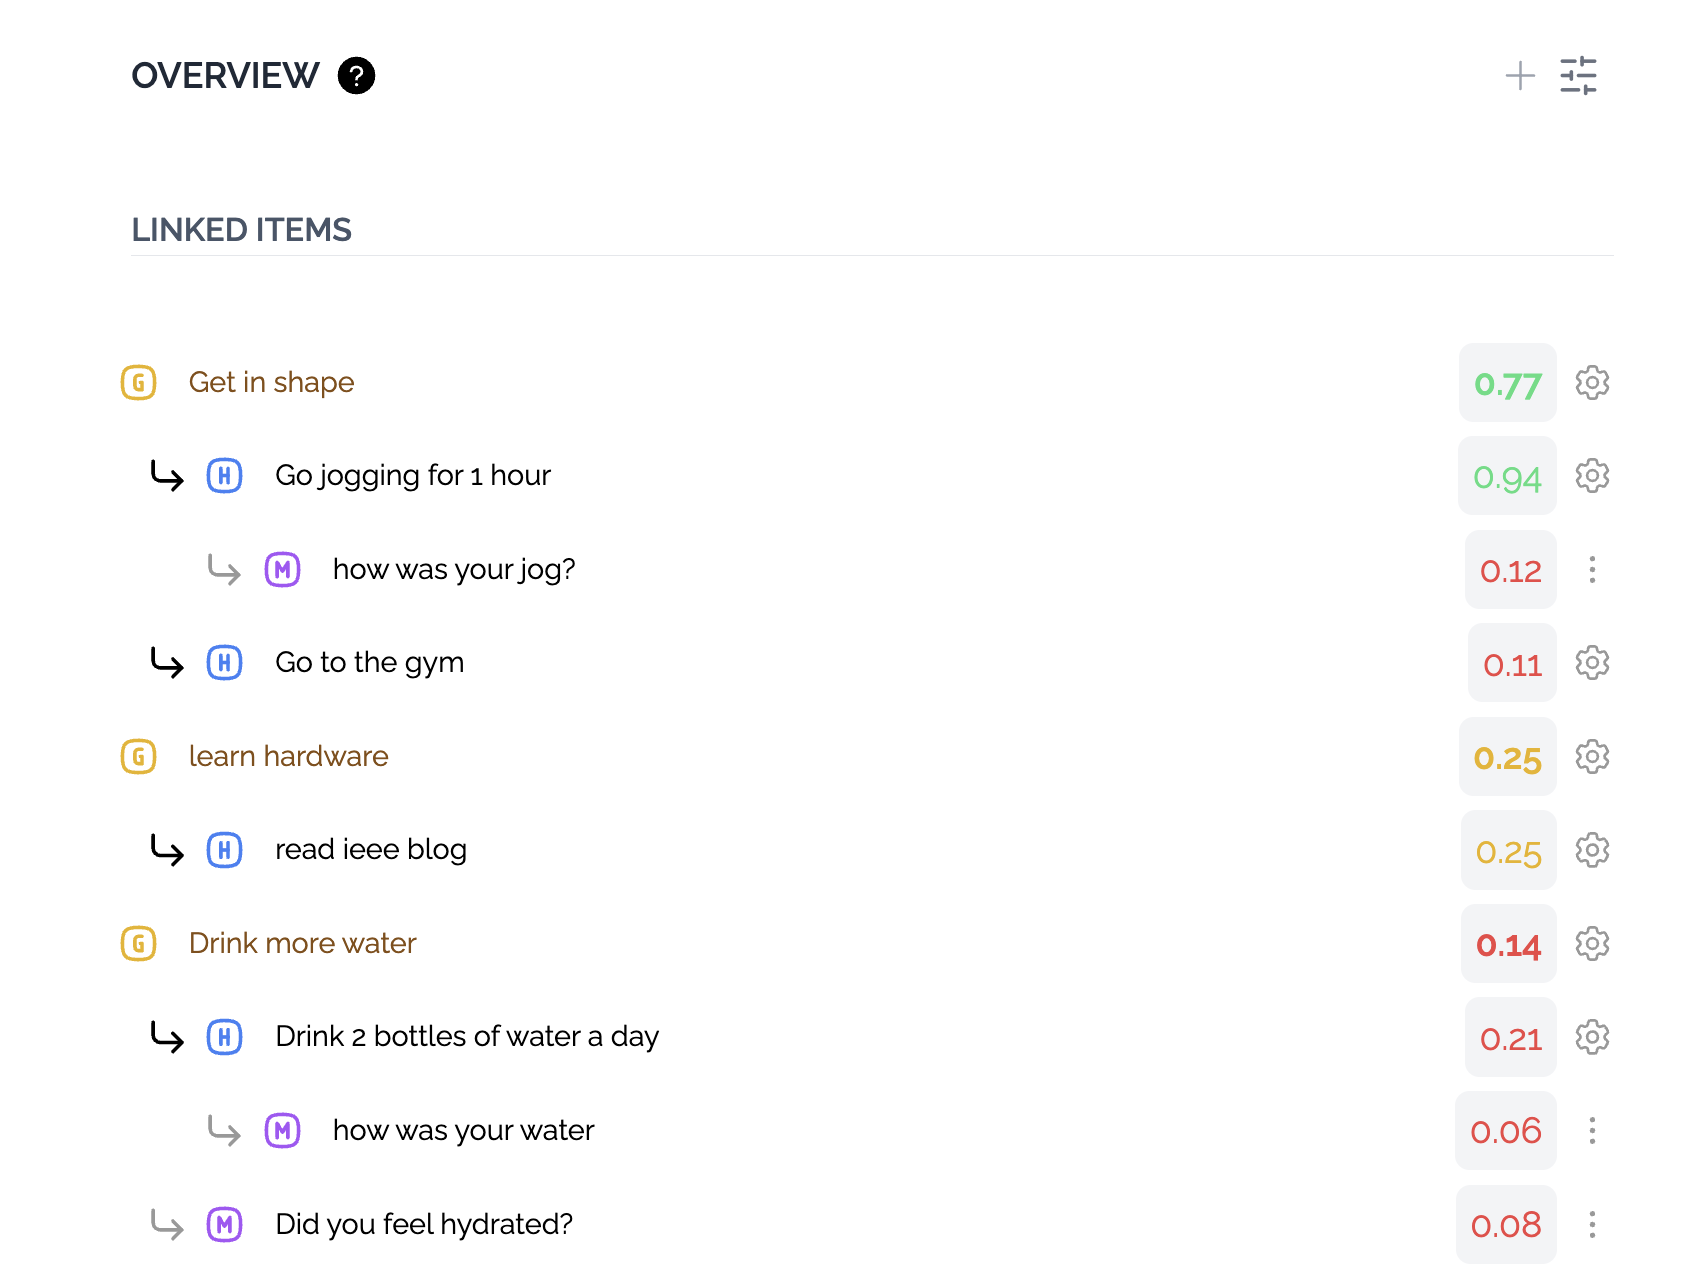 OVERVIEW ?
LINKED ITEMS
G Get in shape 0.77
H Go jogging for 1 hour 0.94
M how was your jog? 0.12
H Go to the gym 0.11
G learn hardware 0.25
H read ieee blog 0.25
G Drink more water 0.14
H Drink 2 bottles of water a day 0.21
M how was your water 0.06
M Did you feel hydrated? 0.08